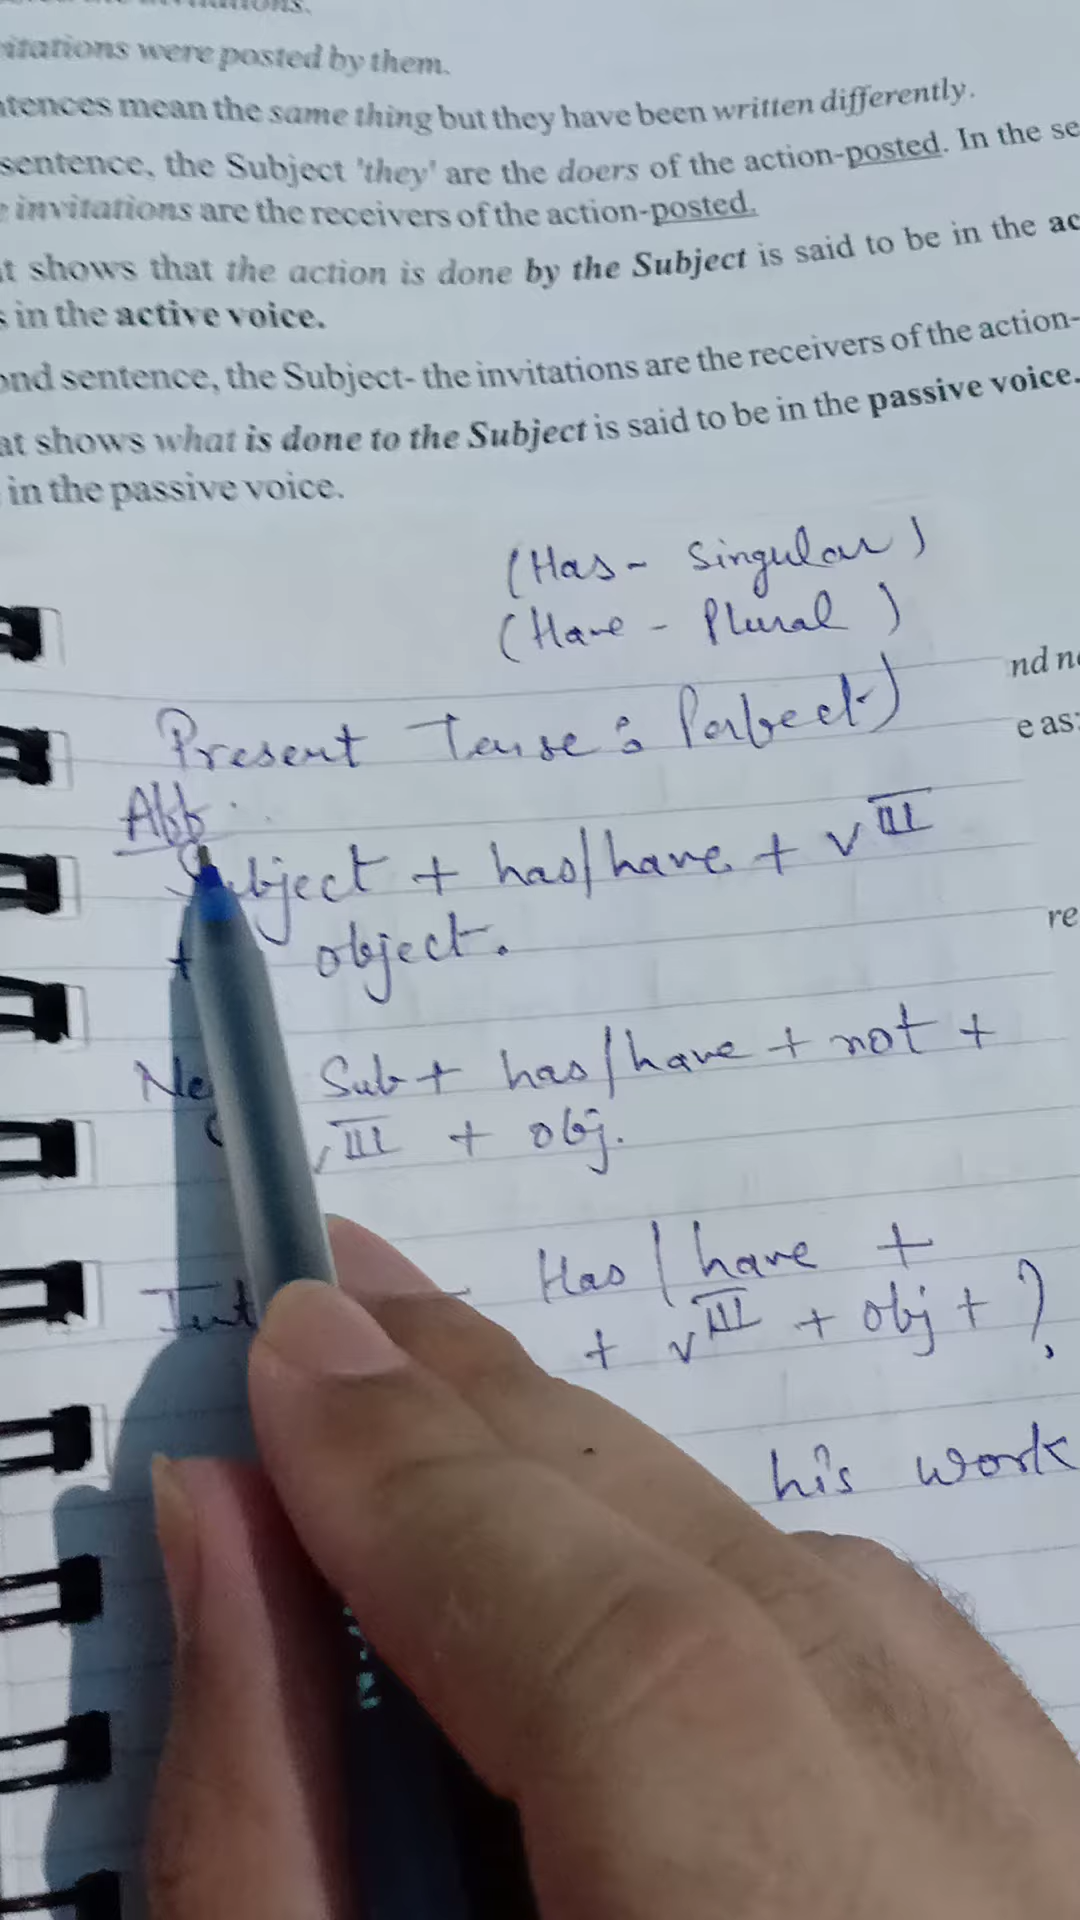 itations were posted by them.
tences mean the same thing but they have been written differently.
sentence, the Subject 'they' are the doers of the action-posted. In the se
invitations are the receivers of the action-posted.
t shows that the action is done by the Subject is said to be in the ac
s in the active voice.
ond sentence, the Subject- the invitations are the receivers of the action-
at shows what is done to the Subject is said to be in the passive voice.
in the passive voice.
(Has - Singular)
(Have - Plural)
nd n
Present Tense : Perfect)
e as:
Aff.
Subject + has/have + V III
+ object.
re
Neg Sub + has/have + not +
III + obj.
Has / have +
Int
+ V III + obj + ?
his work